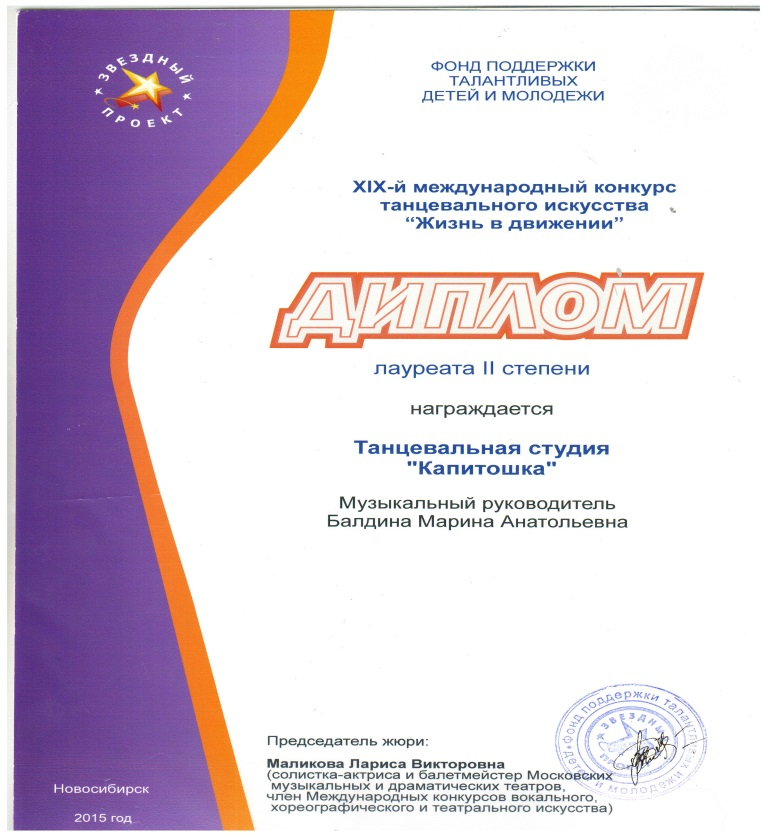 ЗВЕЗДНЫЙ
ПРОЕКТ
ФОНД ПОДДЕРЖКИ
ТАЛАНТЛИВЫХ
ДЕТЕЙ И МОЛОДЕЖИ
XIX-й международный конкурс
танцевального искусства
“Жизнь в движении”
ДИПЛОМ
лауреата II степени
награждается
Танцевальная студия
"Капитошка"
Музыкальный руководитель
Балдина Марина Анатольевна
Председатель жюри:
Маликова Лариса Викторовна
(солистка-актриса и балетмейстер Московских
музыкальных и драматических театров,
член Международных конкурсов вокального,
хореографического и театрального искусства)
Фонд поддержки
детей и молодежи
ЗВЕЗДНЫЙ
Новосибирск
2015 год